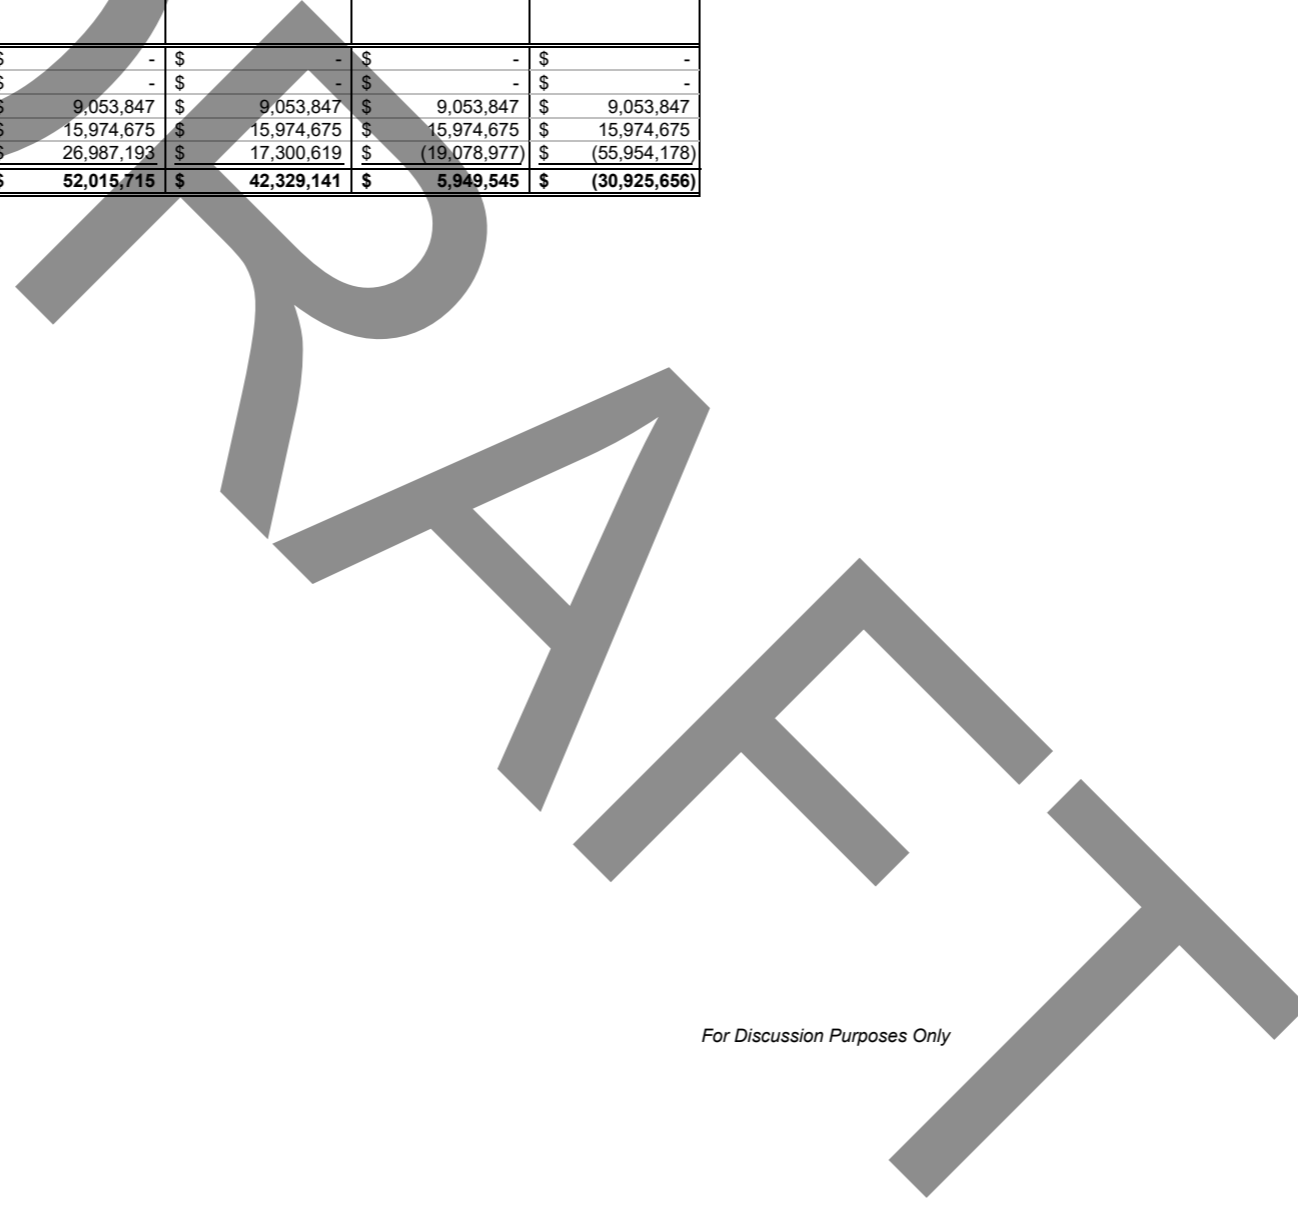 $ - $ - $ - $ -
$ - $ - $ - $ -
$ 9,053,847 $ 9,053,847 $ 9,053,847 $ 9,053,847
$ 15,974,675 $ 15,974,675 $ 15,974,675 $ 15,974,675
$ 26,987,193 $ 17,300,619 $ (19,078,977) $ (55,954,178)
$ 52,015,715 $ 42,329,141 $ 5,949,545 $ (30,925,656)
RAFT
For Discussion Purposes Only